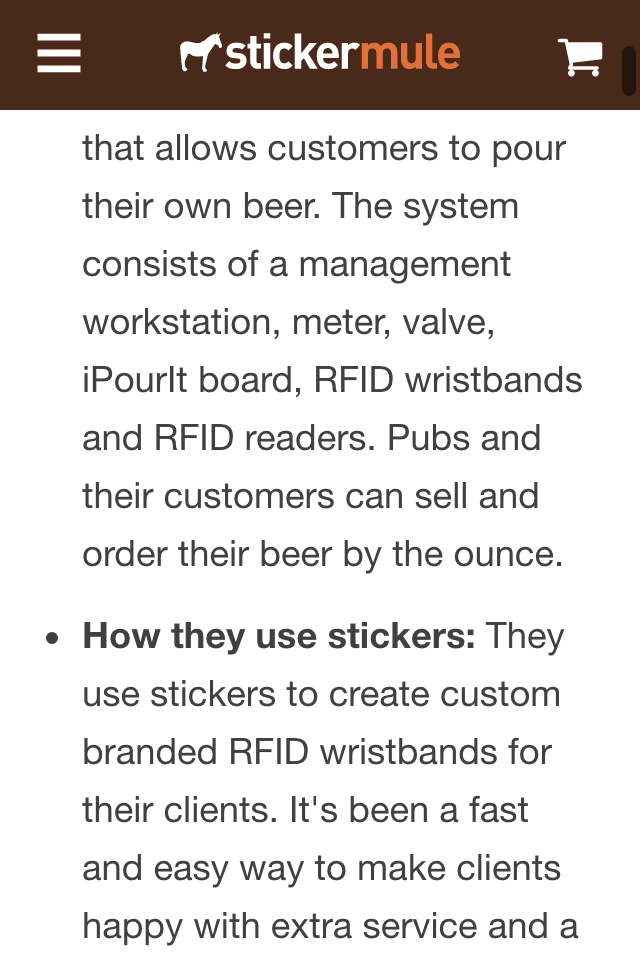 stickermule
that allows customers to pour
their own beer. The system
consists of a management
workstation, meter, valve,
iPourIt board, RFID wristbands
and RFID readers. Pubs and
their customers can sell and
order their beer by the ounce.
• How they use stickers: They
use stickers to create custom
branded RFID wristbands for
their clients. It's been a fast
and easy way to make clients
happy with extra service and a